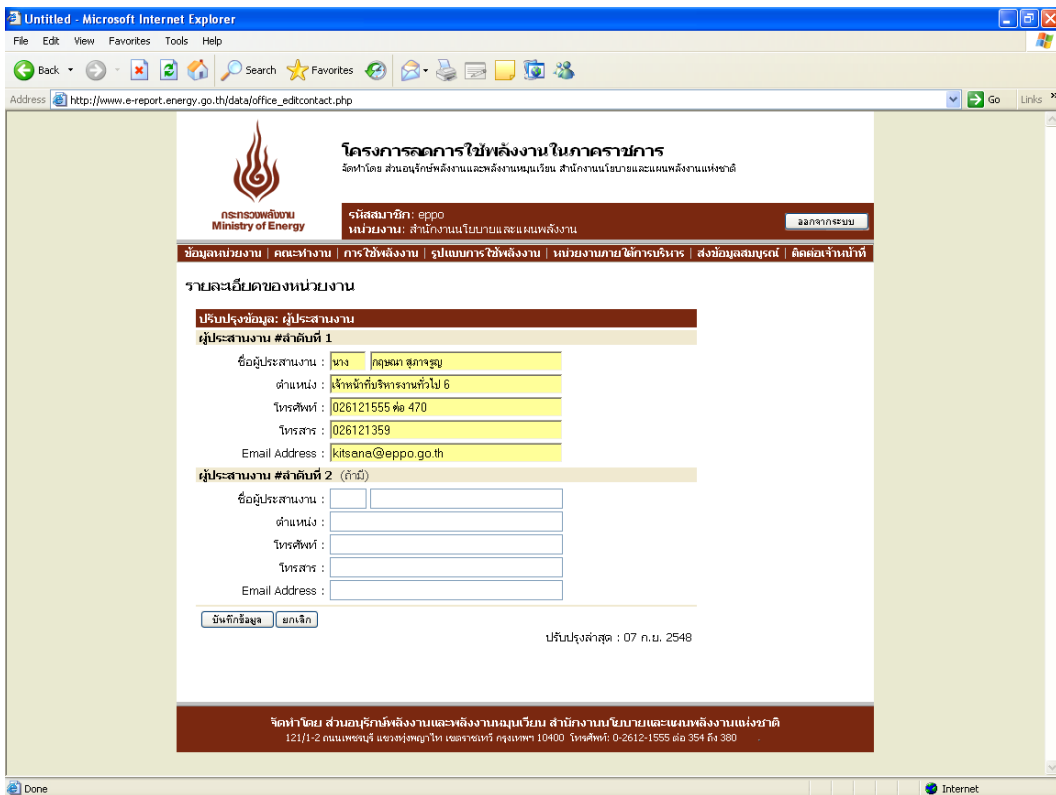 Untitled - Microsoft Internet Explorer
File Edit View Favorites Tools Help
Back Search Favorites
Address http://www.e-report.energy.go.th/data/office_editcontact.php Go Links »
โครงการลดการใช้พลังงานในภาคราชการ
จัดทำโดย ส่วนอนุรักษ์พลังงานและพลังงานหมุนเวียน สำนักงานนโยบายและแผนพลังงานแห่งชาติ
กระทรวงพลังงาน
Ministry of Energy
รหัสสมาชิก: eppo
หน่วยงาน: สำนักงานนโยบายและแผนพลังงาน
ออกจากระบบ
ข้อมูลหน่วยงาน | คณะทำงาน | การใช้พลังงาน | รูปแบบการใช้พลังงาน | หน่วยงานภายใต้การบริหาร | ส่งข้อมูลสมบูรณ์ | ติดต่อเจ้าหน้าที่
รายละเอียดของหน่วยงาน
ปรับปรุงข้อมูล: ผู้ประสานงาน
ผู้ประสานงาน #ลำดับที่ 1
ชื่อผู้ประสานงาน : นาง กฤษณา สุภาจรูญ
ตำแหน่ง : เจ้าหน้าที่บริหารงานทั่วไป 6
โทรศัพท์ : 026121555 ต่อ 470
โทรสาร : 026121359
Email Address : kitsana@eppo.go.th
ผู้ประสานงาน #ลำดับที่ 2 (ถ้ามี)
ชื่อผู้ประสานงาน :
ตำแหน่ง :
โทรศัพท์ :
โทรสาร :
Email Address :
บันทึกข้อมูล ยกเลิก
ปรับปรุงล่าสุด : 07 ก.ย. 2548
จัดทำโดย ส่วนอนุรักษ์พลังงานและพลังงานหมุนเวียน สำนักงานนโยบายและแผนพลังงานแห่งชาติ
121/1-2 ถนนเพชรบุรี แขวงทุ่งพญาไท เขตราชเทวี กรุงเทพฯ 10400 โทรศัพท์: 0-2612-1555 ต่อ 354 ถึง 380
Done Internet